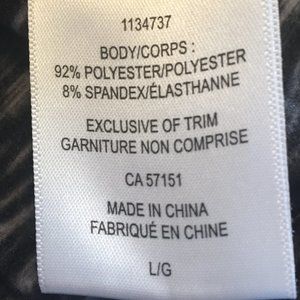 1134737
BODY/CORPS :
92% POLYESTER/POLYESTER
8% SPANDEX/ÉLASTHANNE
EXCLUSIVE OF TRIM
GARNITURE NON COMPRISE
CA 57151
MADE IN CHINA
FABRIQUÉ EN CHINE
L/G